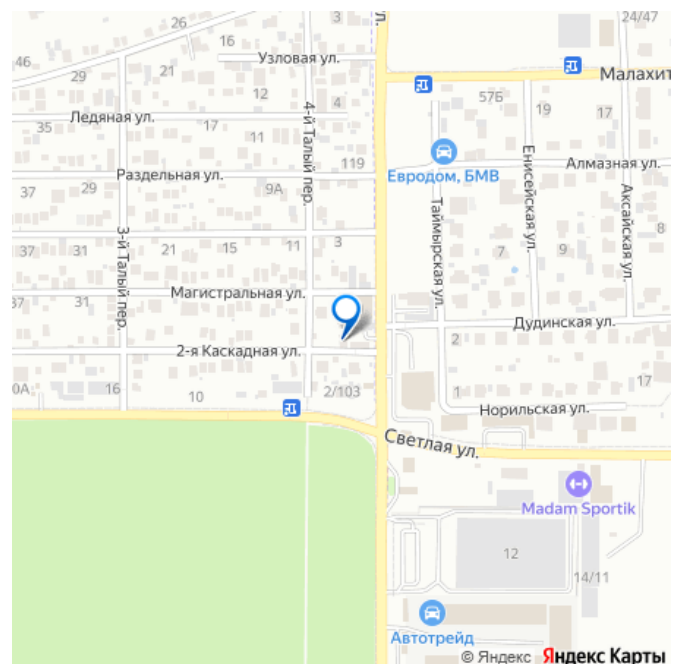 3
ул.
24/47
46
16
Узловая ул.
26
29
21
Малахит
12
4
57Б
19
17
Ледяная ул.
35
17
11
4-й Талый пер.
119
Евродом, БМВ
Алмазная ул.
Раздельная ул.
37
29
9А
Енисейская ул.
Таймырская ул.
Аксайская ул.
8
3-й Талый пер.
37
31
21
15
11
3
7
9
37
31
Магистральная ул.
Дудинская ул.
2
2-я Каскадная ул.
0А
16
10
2/103
1
17
Норильская ул.
Светлая ул.
Madam Sportik
12
14/11
Автотрейд
© Яндекс Яндекс Карты